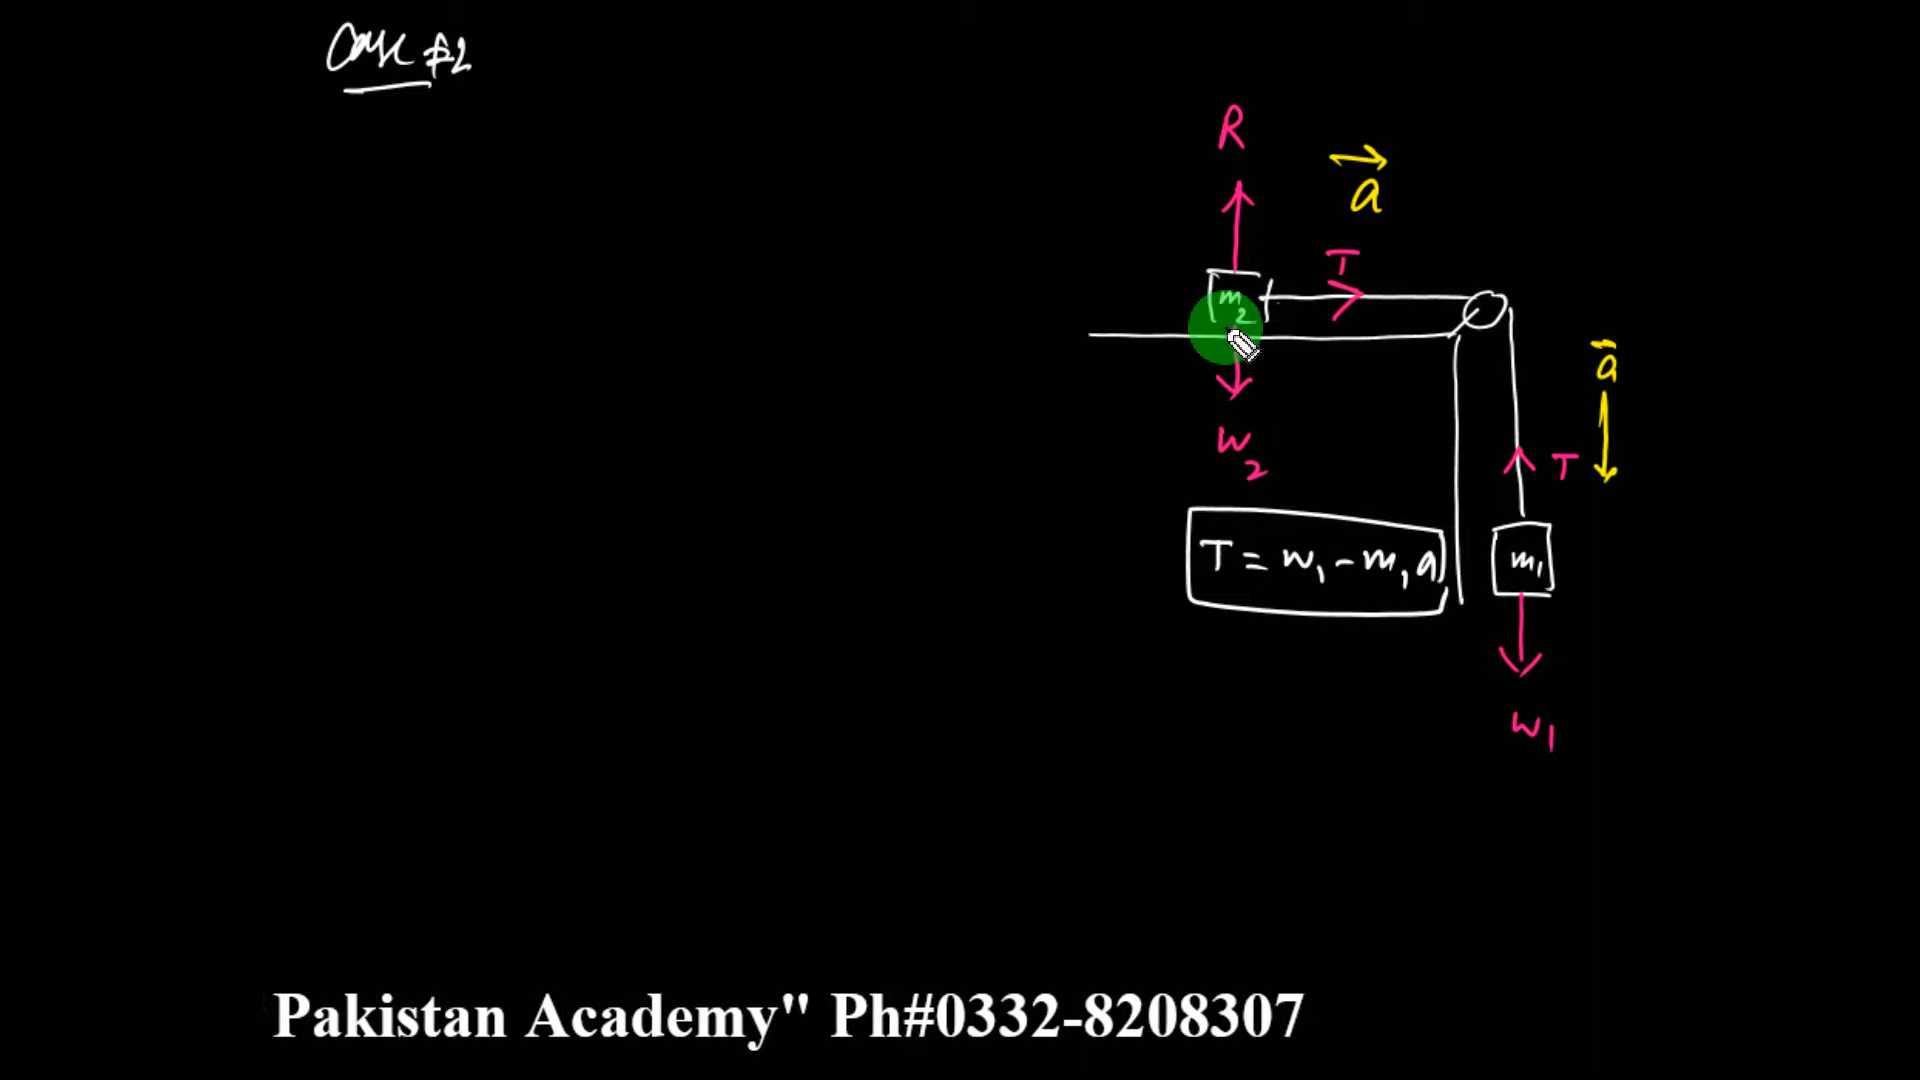 Case #2
R
a
T
m2
a
W2
T
T = w1 - m1a
m1
W1
Pakistan Academy" Ph#0332-8208307